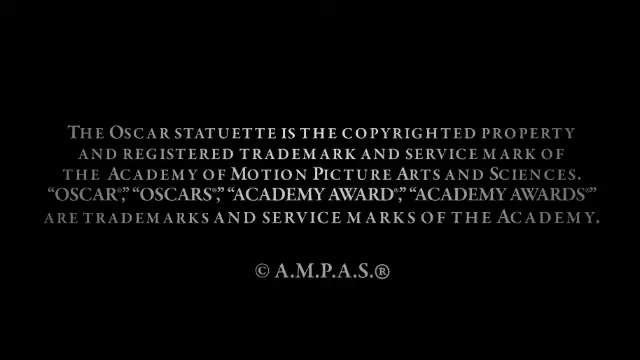 THE OSCAR STATUETTE IS THE COPYRIGHTED PROPERTY
AND REGISTERED TRADEMARK AND SERVICE MARK OF
THE ACADEMY OF MOTION PICTURE ARTS AND SCIENCES.
“OSCAR®,” “OSCARS®,” “ACADEMY AWARD®,” “ACADEMY AWARDS®”
ARE TRADEMARKS AND SERVICE MARKS OF THE ACADEMY.
© A.M.P.A.S.®